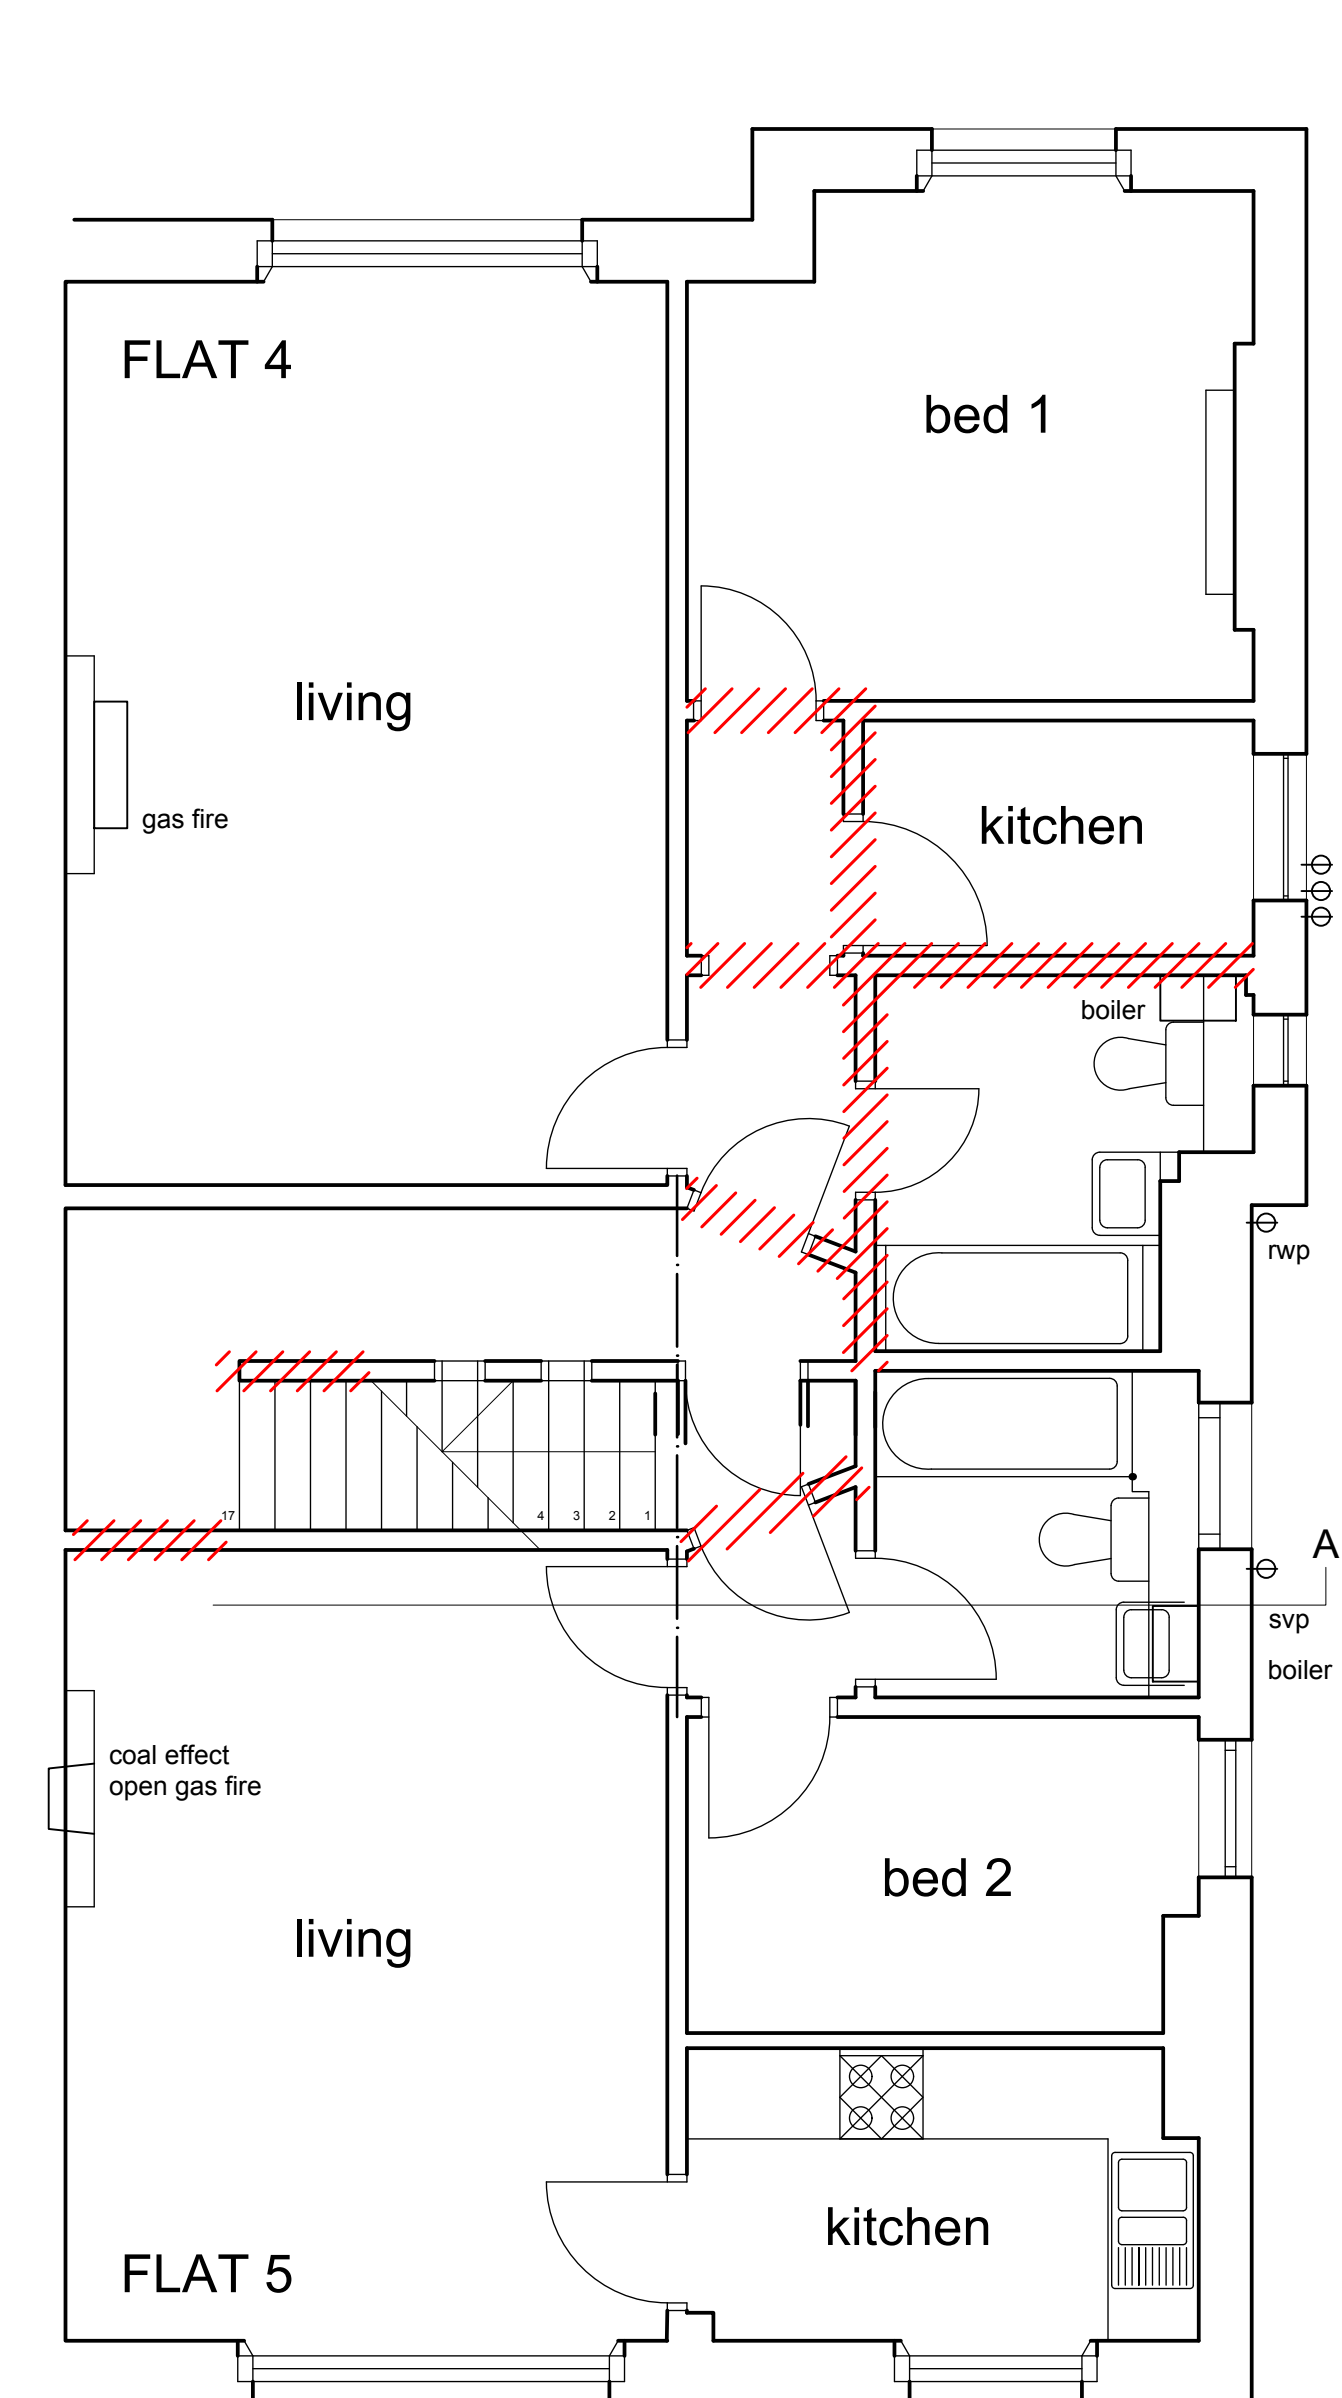 FLAT 4
bed 1
living
gas fire
kitchen
boiler
rwp
17
4
3
2
1
A
svp
boiler
coal effect
open gas fire
bed 2
living
kitchen
FLAT 5